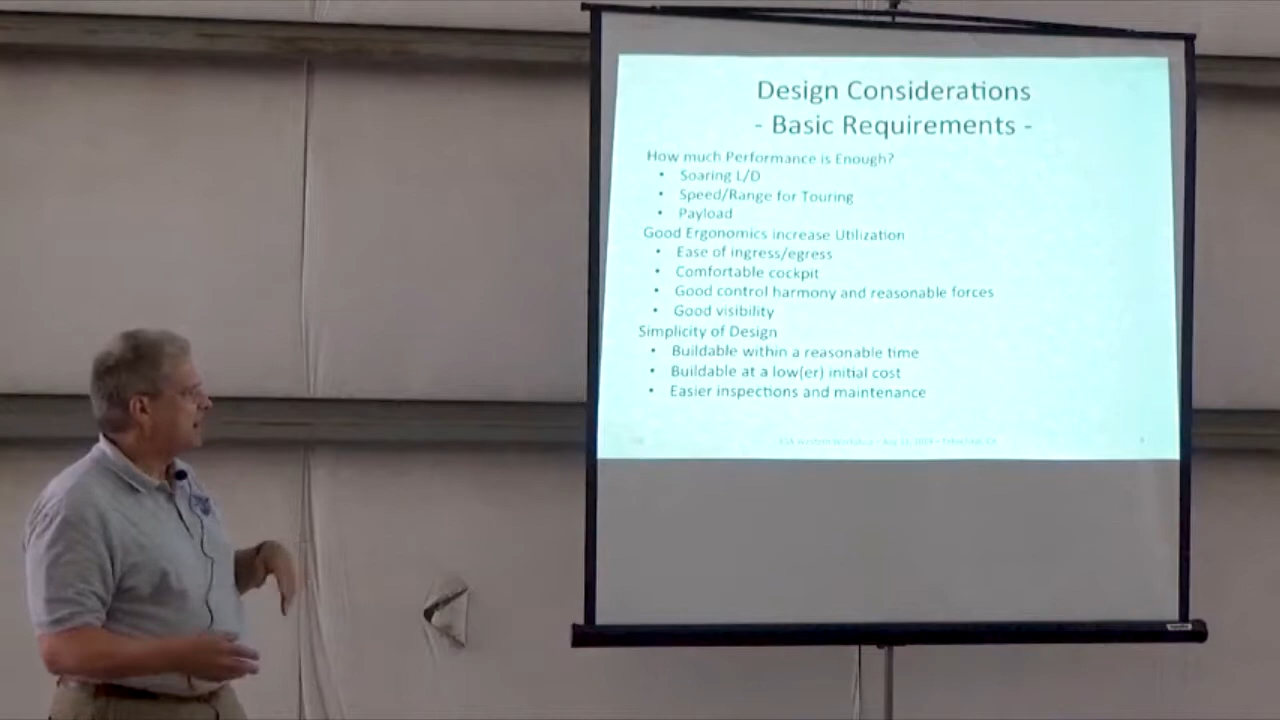 Design Considerations
- Basic Requirements -
How much Performance is Enough?
• Soaring L/D
• Speed/Range for Touring
• Payload
Good Ergonomics increase Utilization
• Ease of ingress/egress
• Comfortable cockpit
• Good control harmony and reasonable forces
• Good visibility
Simplicity of Design
• Buildable within a reasonable time
• Buildable at a low(er) initial cost
• Easier inspections and maintenance
Western Workshop